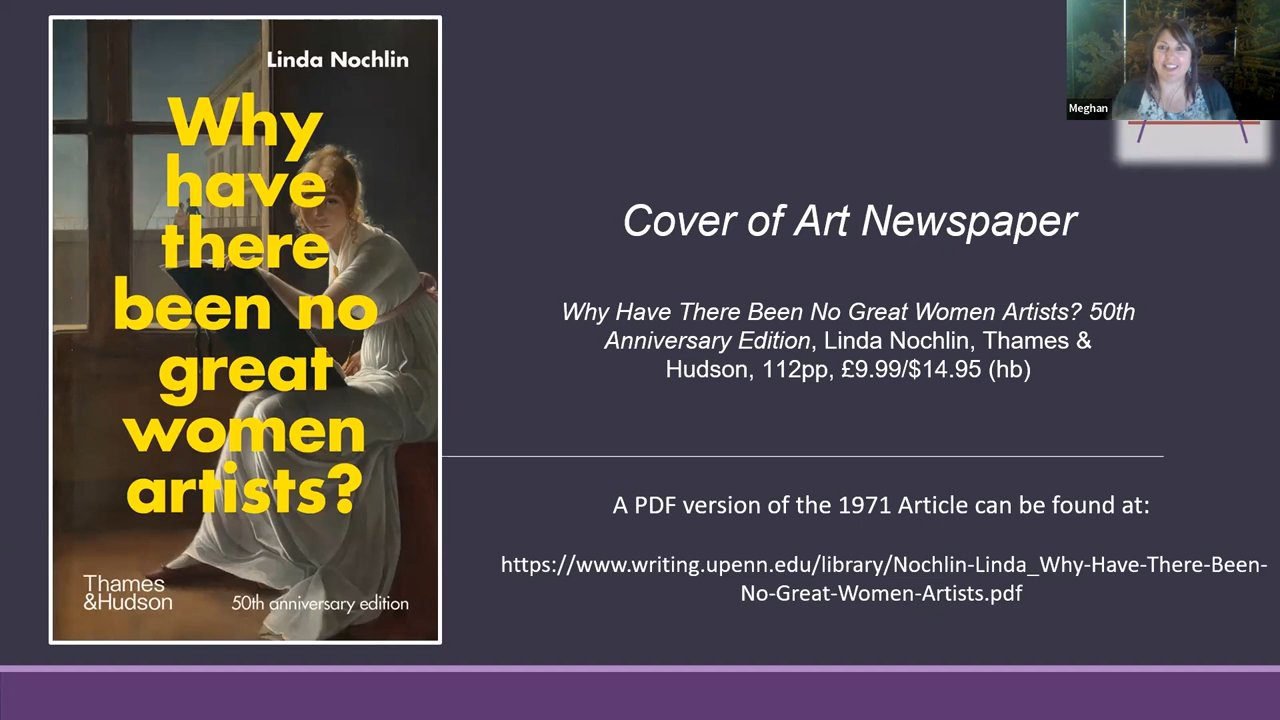 Linda Nochlin
Why
have
there
been no
great
women
artists?
Thames
&Hudson
50th anniversary edition
Meghan
Cover of Art Newspaper
Why Have There Been No Great Women Artists? 50th
Anniversary Edition, Linda Nochlin, Thames &
Hudson, 112pp, £9.99/$14.95 (hb)
A PDF version of the 1971 Article can be found at:
https://www.writing.upenn.edu/library/Nochlin-Linda_Why-Have-There-Been-
No-Great-Women-Artists.pdf